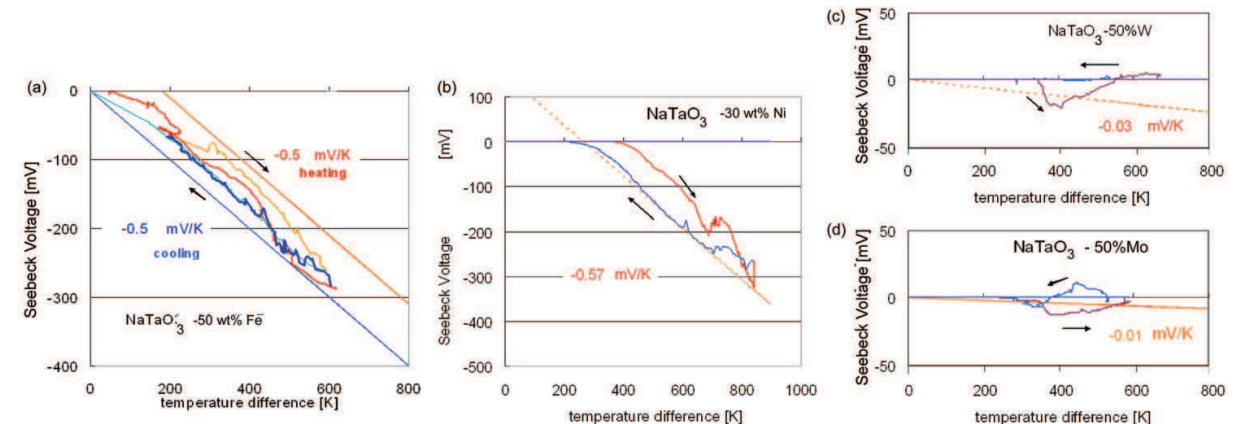 (a)
Seebeck Voltage [mV]
0
-100
-200
-300
-400
0 200 400 600 800
temperature difference [K]
-0.5 mV/K
heating
-0.5 mV/K
cooling
NaTaO3 -50 wt% Fe
(b)
Seebeck Voltage [mV]
100
0
-100
-200
-300
-400
-500
0 200 400 600 800 1000
temperature difference [K]
NaTaO3 -30 wt% Ni
-0.57 mV/K
(c)
Seebeck Voltage [mV]
50
0
50
0 200 400 600 800
temperature difference [K]
NaTaO3 -50%W
-0.03 mV/K
(d)
Seebeck Voltage [mV]
50
0
50
0 200 400 600 800
temperature difference [K]
NaTaO3 - 50%Mo
-0.01 mV/K